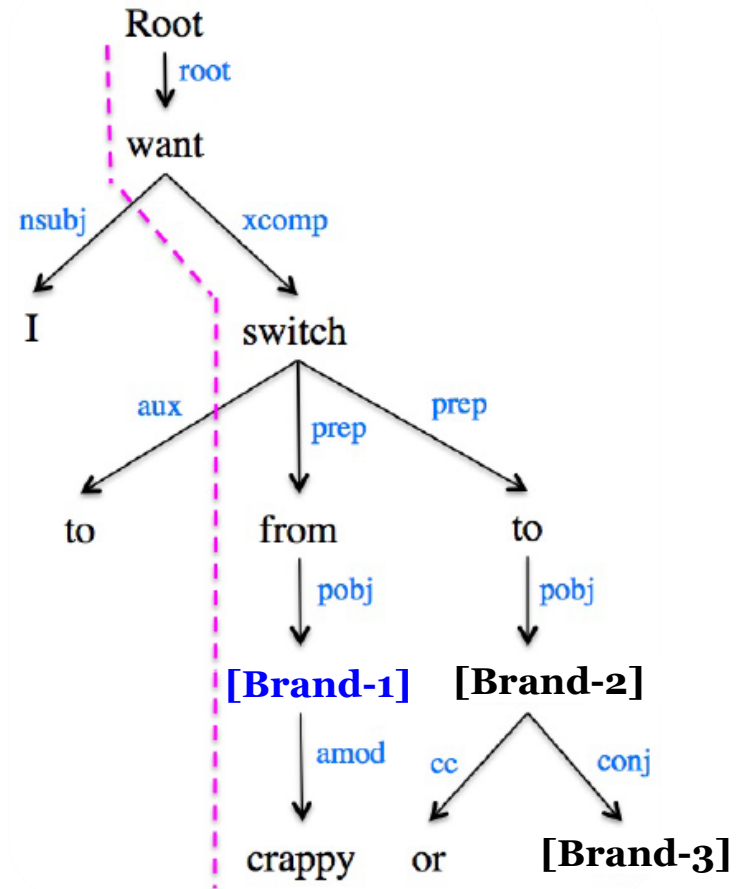 Root
root
want
nsubj xcomp
I switch
aux prep prep
to from to
pobj pobj
[Brand-1] [Brand-2]
amod cc conj
crappy or [Brand-3]